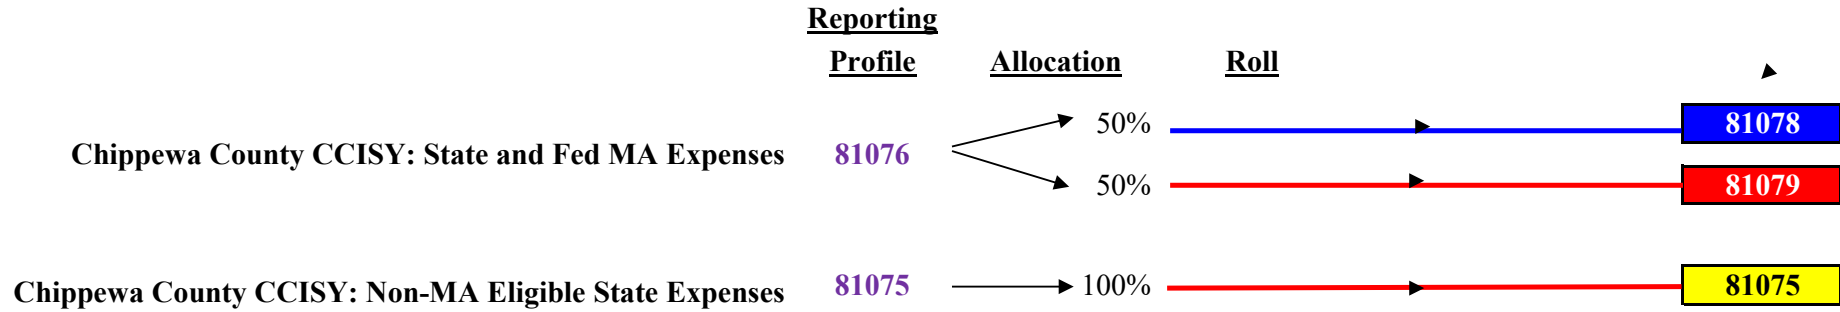 Reporting
Profile Allocation Roll
50% 81078
Chippewa County CCISY: State and Fed MA Expenses 81076
50% 81079
Chippewa County CCISY: Non-MA Eligible State Expenses 81075 100% 81075